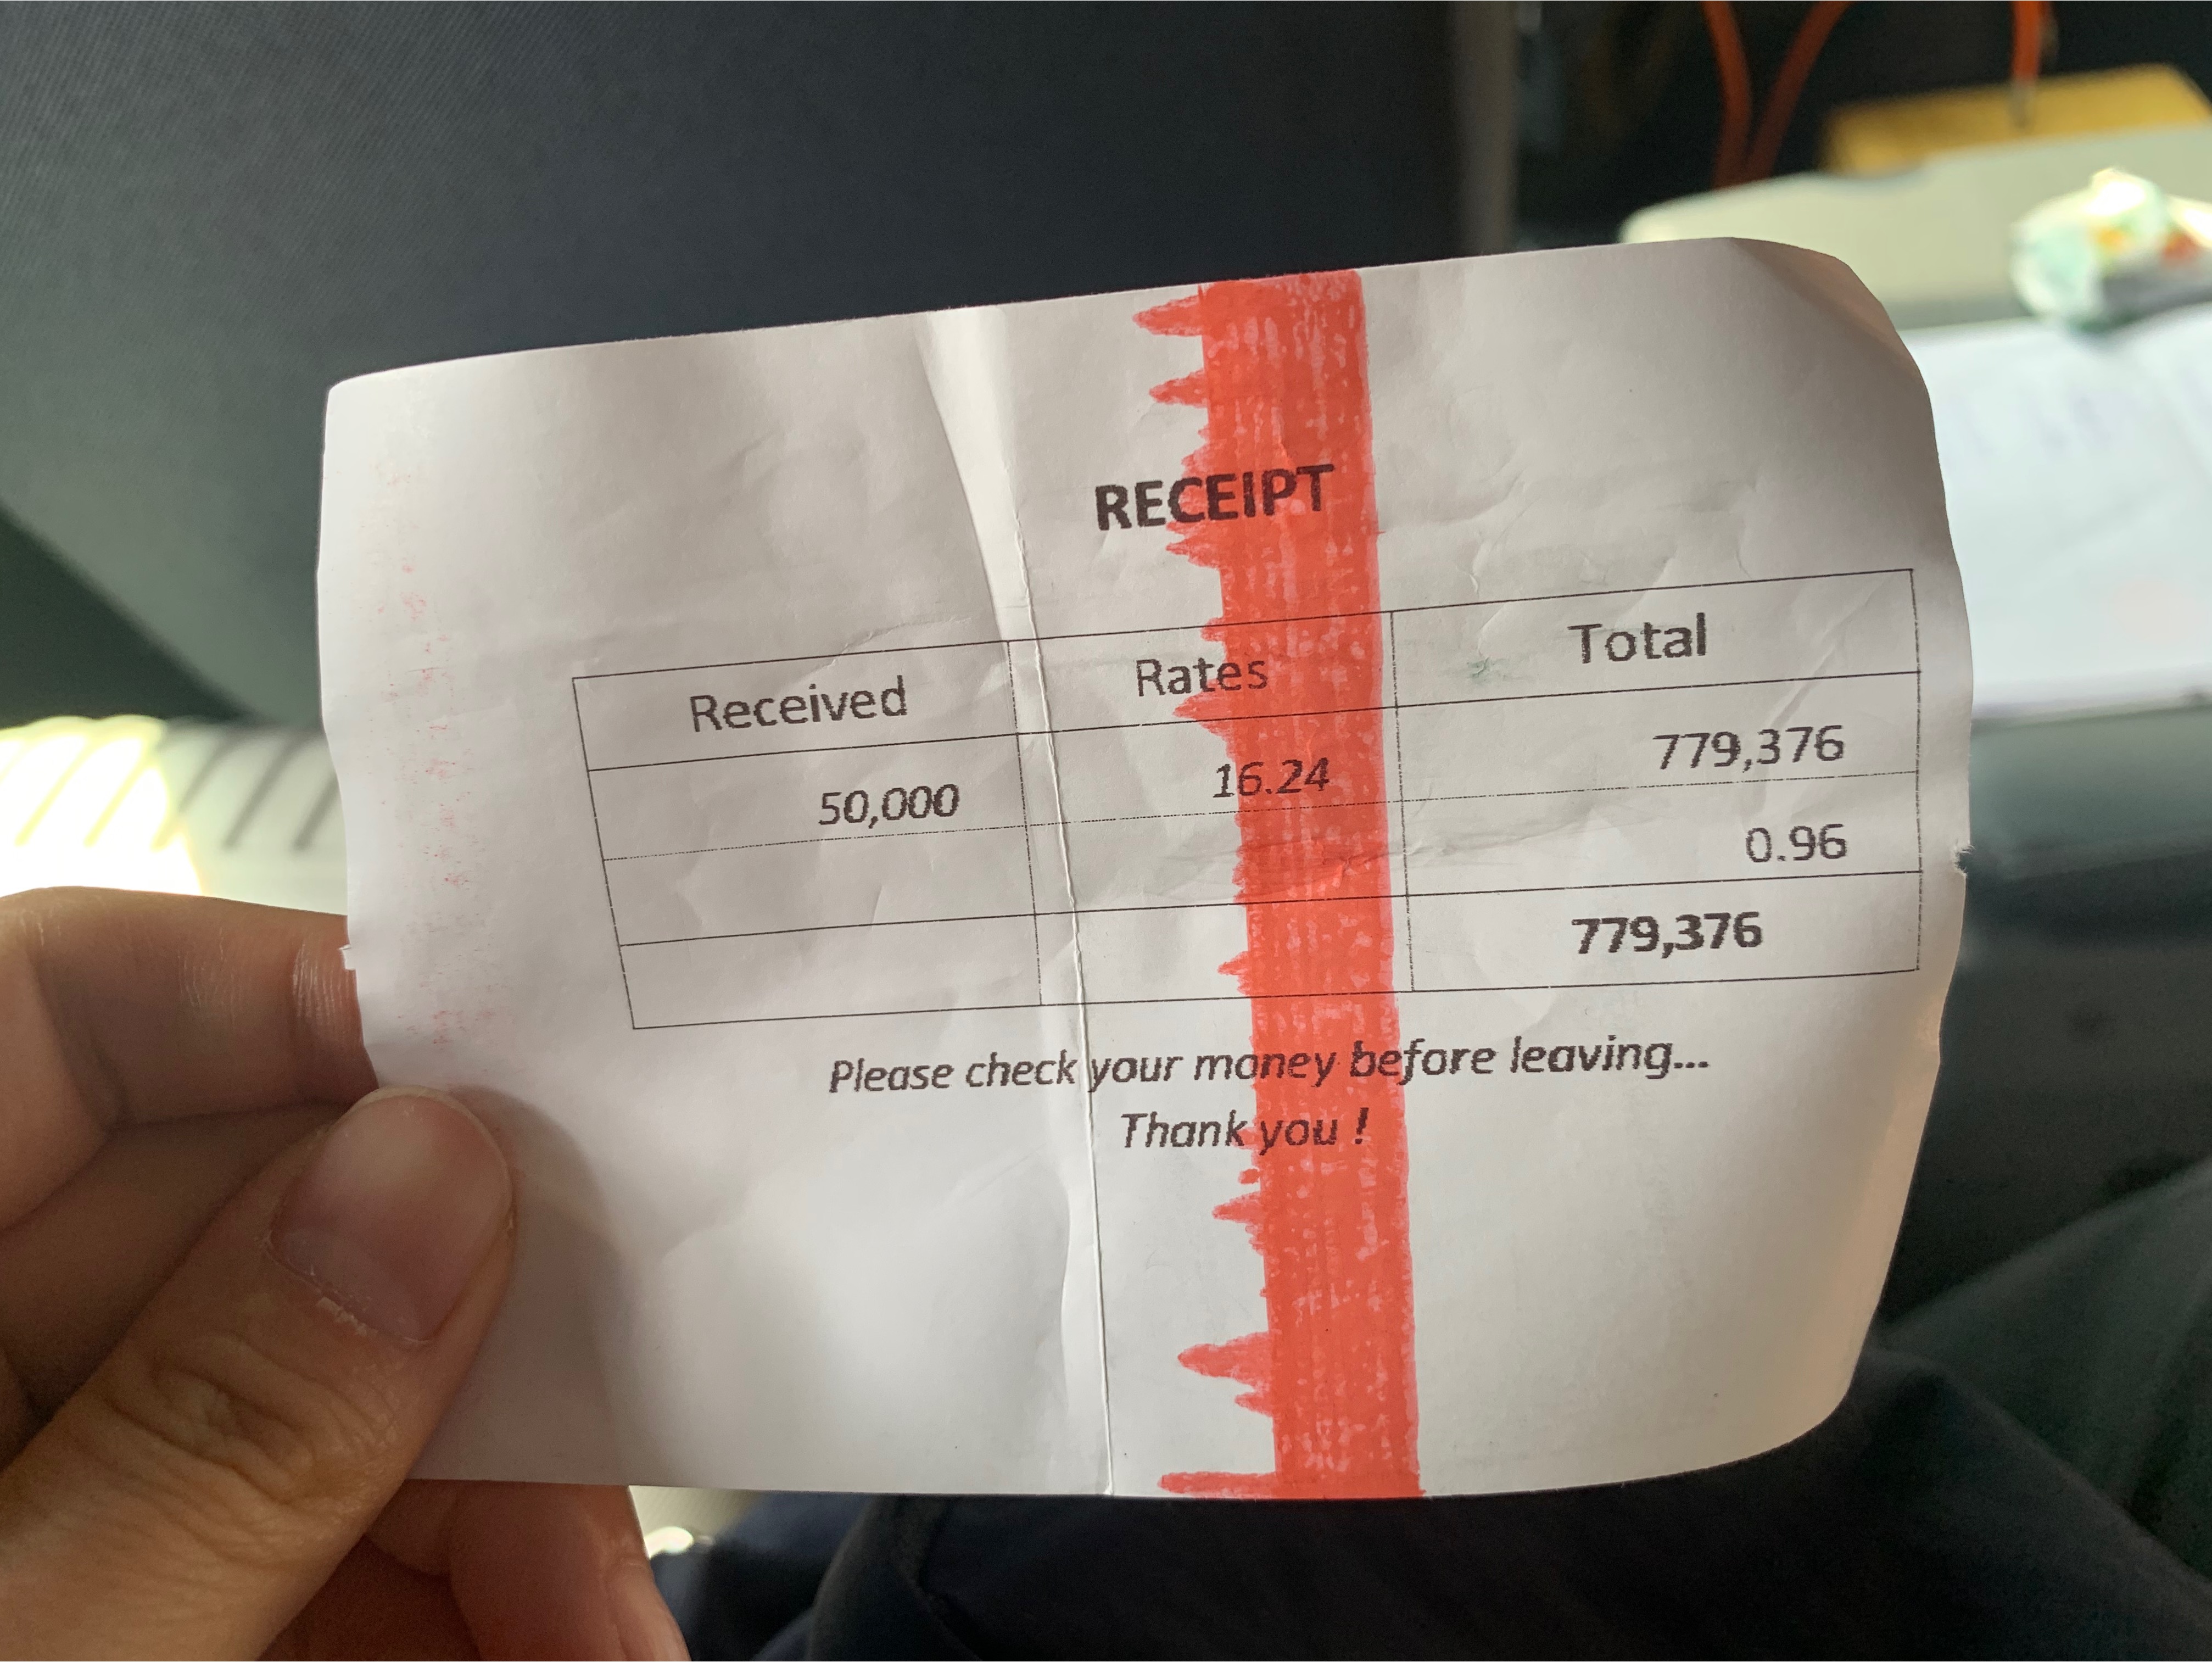 RECEIPT
Received Rates Total
50,000 16.24 779,376
0.96
779,376
Please check your money before leaving...
Thank you !